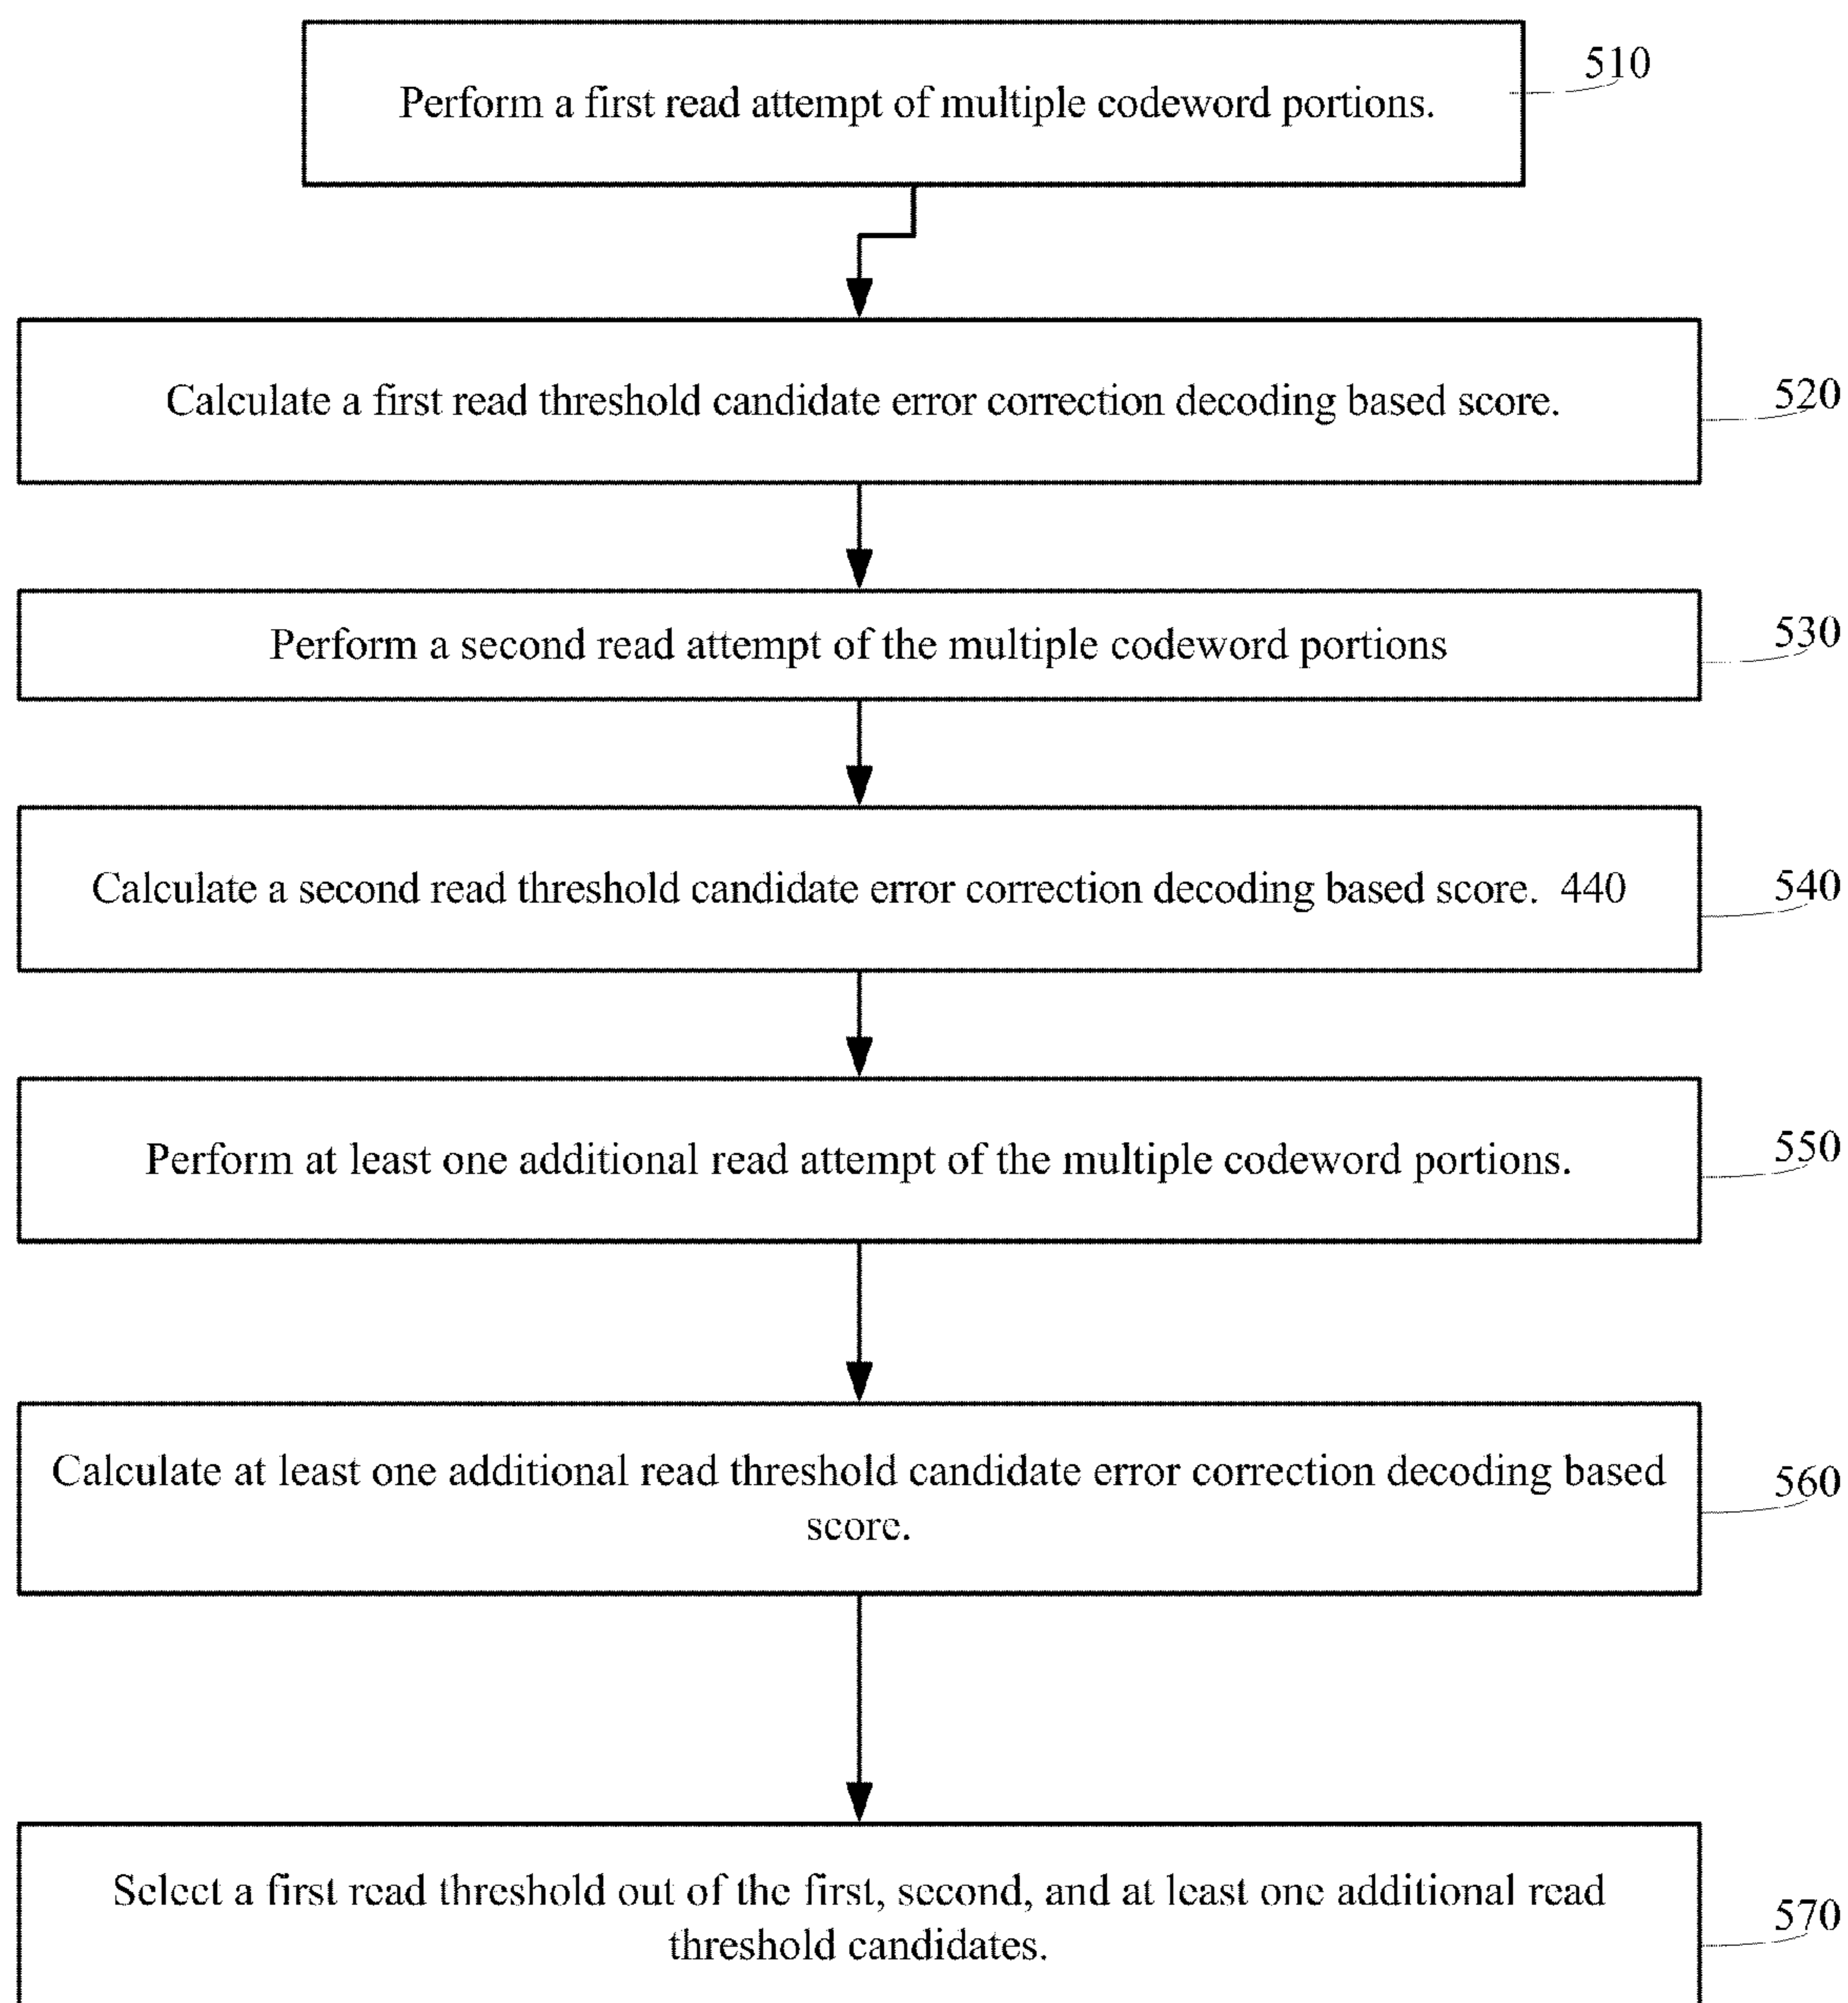 510
Perform a first read attempt of multiple codeword portions.
520
Calculate a first read threshold candidate error correction decoding based score.
530
Perform a second read attempt of the multiple codeword portions
540
Calculate a second read threshold candidate error correction decoding based score.  440
550
Perform at least one additional read attempt of the multiple codeword portions.
560
Calculate at least one additional read threshold candidate error correction decoding based
score.
570
Select a first read threshold out of the first, second, and at least one additional read
threshold candidates.